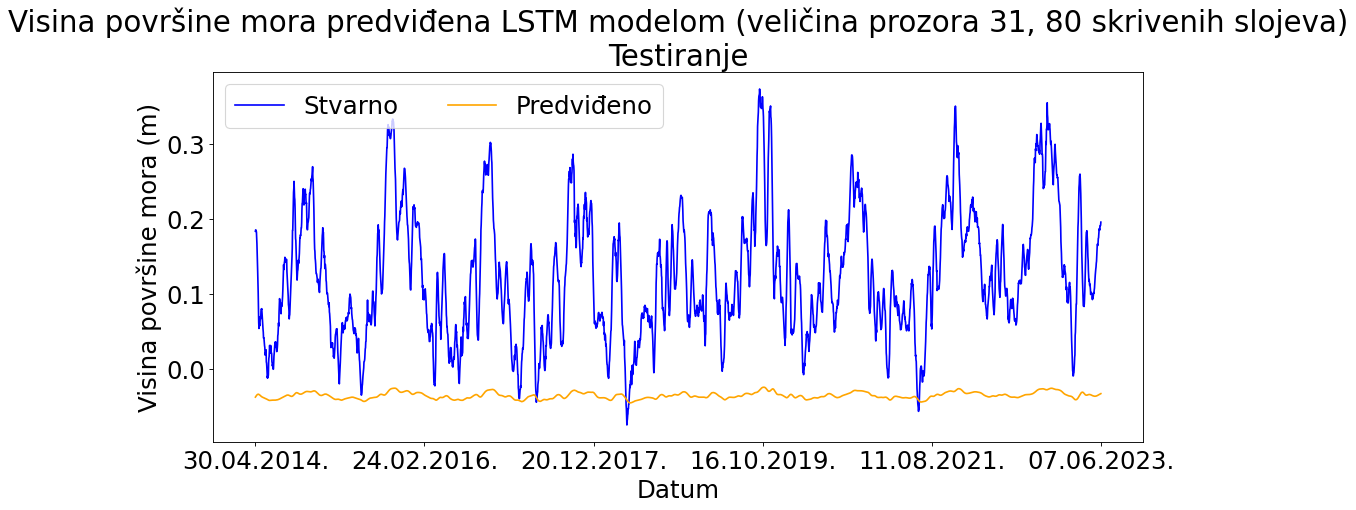 Visina površine mora predviđena LSTM modelom (veličina prozora 31, 80 skrivenih slojeva)
Testiranje
Stvarno Predviđeno
Visina površine mora (m)
0.3
0.2
0.1
0.0
30.04.2014. 24.02.2016. 20.12.2017. 16.10.2019. 11.08.2021. 07.06.2023.
Datum